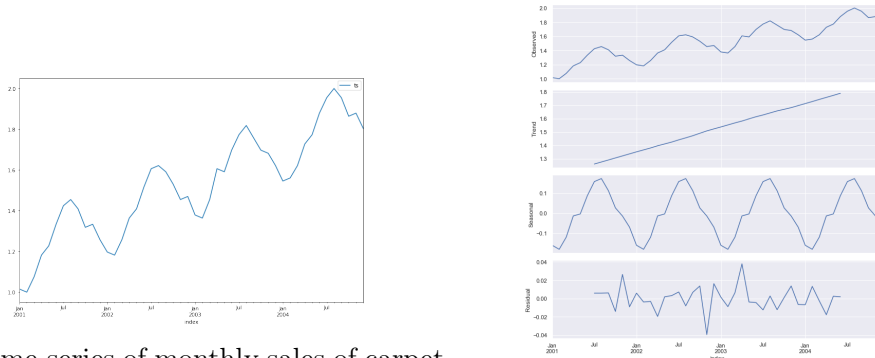 2.0
1.8
1.6
1.4
1.2
1.0
ts
Jan
2001
Jul
Jan
2002
Jul
Jan
2003
Jul
Jan
2004
Jul
index
me series of monthly sales of carpet
Observed
2.0
1.8
1.6
1.4
1.2
1.0
Trend
1.8
1.7
1.6
1.5
1.4
1.3
Seasonal
0.1
0.0
−0.1
Residual
0.04
0.02
0.00
−0.02
−0.04
Jan
2001
Jul
Jan
2002
Jul
Jan
2003
Jul
Jan
2004
Jul